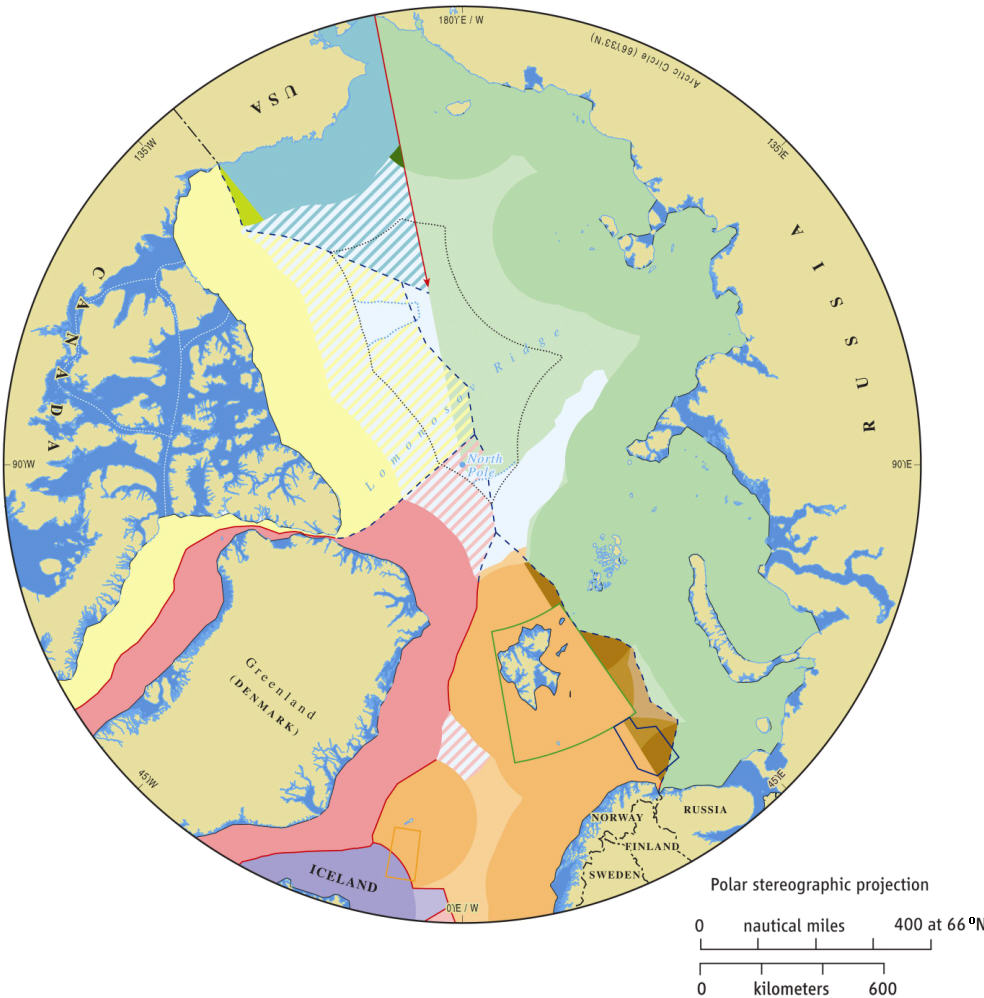 180°E / W
Arctic Circle (66°33'N)
USA
135°W
135°E
CANADA
RUSSIA
Lomonosov Ridge
90°W
North
Pole
90°E
Greenland
(DENMARK)
45°W
45°E
NORWAY
RUSSIA
FINLAND
SWEDEN
ICELAND
0°E / W
Polar stereographic projection
0 nautical miles 400 at 66°N
0 kilometers 600